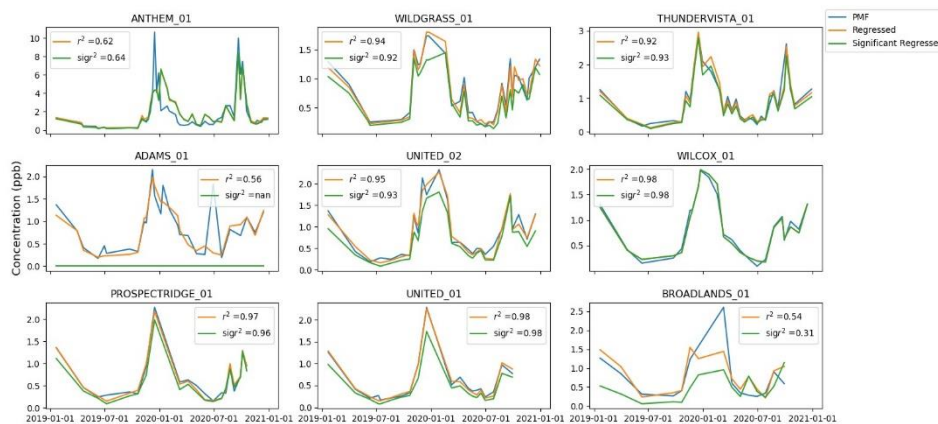 ANTHEM_01
WILDGRASS_01
THUNDERVISTA_01
PMF
Regressed
Significant Regresse
r² =0.62
sigr² =0.64
r² =0.94
sigr² =0.92
r² =0.92
sigr² =0.93
10
8
6
4
2
0
1.5
1.0
0.5
3
2
1
0
ADAMS_01
UNITED_02
WILCOX_01
r² =0.56
sigr² =nan
r² =0.95
sigr² =0.93
r² =0.98
sigr² =0.98
Concentration (ppb)
2.0
1.5
1.0
0.5
0.0
2.0
1.5
1.0
0.5
0.0
2.0
1.5
1.0
0.5
PROSPECTRIDGE_01
UNITED_01
BROADLANDS_01
r² =0.97
sigr² =0.96
r² =0.98
sigr² =0.98
r² =0.54
sigr² =0.31
2.0
1.5
1.0
0.5
0.0
2.0
1.5
1.0
0.5
0.0
2.5
2.0
1.5
1.0
0.5
0.0
2019-01-01 2019-07-01 2020-01-01 2020-07-01 2021-01-01
2019-01-01 2019-07-01 2020-01-01 2020-07-01 2021-01-01
2019-01-01 2019-07-01 2020-01-01 2020-07-01 2021-01-01